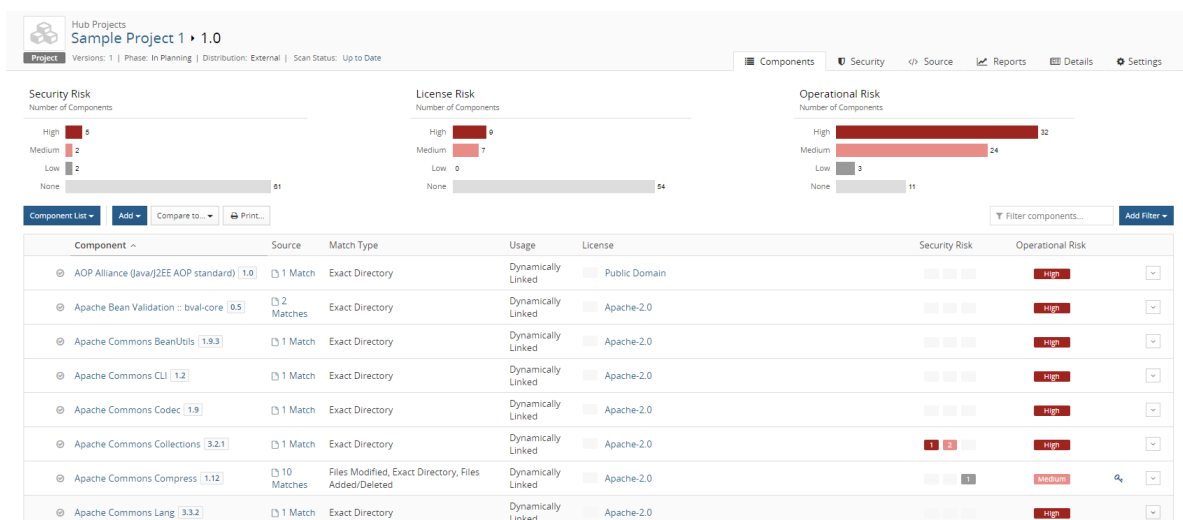 Hub Projects
Sample Project 1 ▸ 1.0
Project Versions: 1 | Phase: In Planning | Distribution: External | Scan Status: Up to Date
Components Security Source Reports Details Settings
Security Risk
Number of Components
High 5
Medium 2
Low 2
None 61
License Risk
Number of Components
High 9
Medium 7
Low 0
None 54
Operational Risk
Number of Components
High 32
Medium 24
Low 3
None 11
Component List Add Compare to... Print... Filter components... Add Filter
Component Source Match Type Usage License Security Risk Operational Risk
AOP Alliance (Java/J2EE AOP standard) 1.0 1 Match Exact Directory Dynamically Linked Public Domain High
Apache Bean Validation :: bval-core 0.5 2 Matches Exact Directory Dynamically Linked Apache-2.0 High
Apache Commons BeanUtils 1.9.3 1 Match Exact Directory Dynamically Linked Apache-2.0 High
Apache Commons CLI 1.2 1 Match Exact Directory Dynamically Linked Apache-2.0 High
Apache Commons Codec 1.9 1 Match Exact Directory Dynamically Linked Apache-2.0 High
Apache Commons Collections 3.2.1 1 Match Exact Directory Dynamically Linked Apache-2.0 1 2 High
Apache Commons Compress 1.12 10 Matches Files Modified, Exact Directory, Files Added/Deleted Dynamically Linked Apache-2.0 1 Medium
Apache Commons Lang 3.3.2 1 Match Exact Directory Dynamically Linked Apache-2.0 High